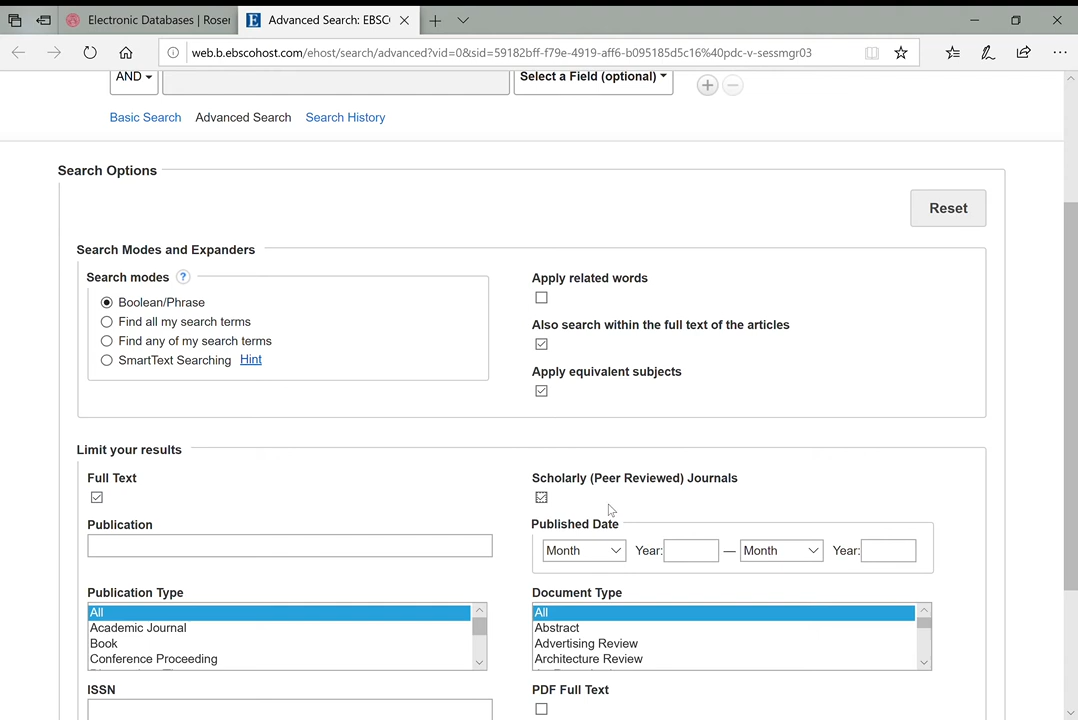 Electronic Databases | Roser
Advanced Search: EBSC
web.b.ebscohost.com/ehost/search/advanced?vid=0&sid=59182bff-f79e-4919-aff6-b095185d5c16%40pdc-v-sessmgr03
AND
Select a Field (optional)
Basic Search Advanced Search Search History
Search Options
Reset
Search Modes and Expanders
Search modes ?
Boolean/Phrase
Find all my search terms
Find any of my search terms
SmartText Searching Hint
Apply related words
Also search within the full text of the articles
Apply equivalent subjects
Limit your results
Full Text
Scholarly (Peer Reviewed) Journals
Publication
Published Date
Month Year: — Month Year:
Publication Type
All
Academic Journal
Book
Conference Proceeding
Document Type
All
Abstract
Advertising Review
Architecture Review
ISSN
PDF Full Text